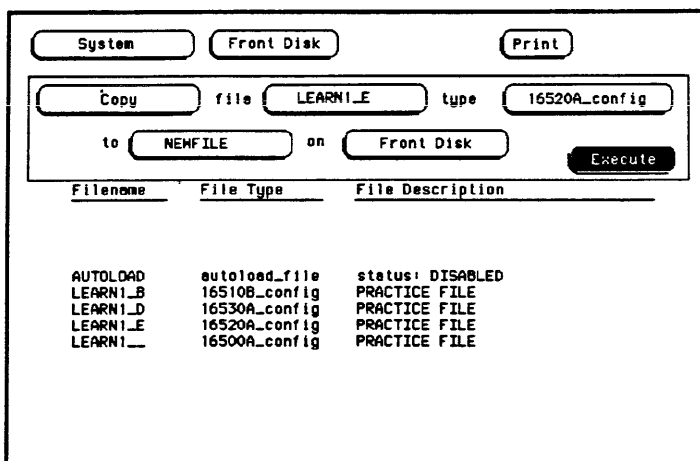 System Front Disk Print
Copy file LEARN1_E type 16520A_config
to NEWFILE on Front Disk
Execute
Filename File Type File Description
AUTOLOAD autoload_file status: DISABLED
LEARN1_B 16510B_config PRACTICE FILE
LEARN1_D 16530A_config PRACTICE FILE
LEARN1_E 16520A_config PRACTICE FILE
LEARN1__ 16500A_config PRACTICE FILE